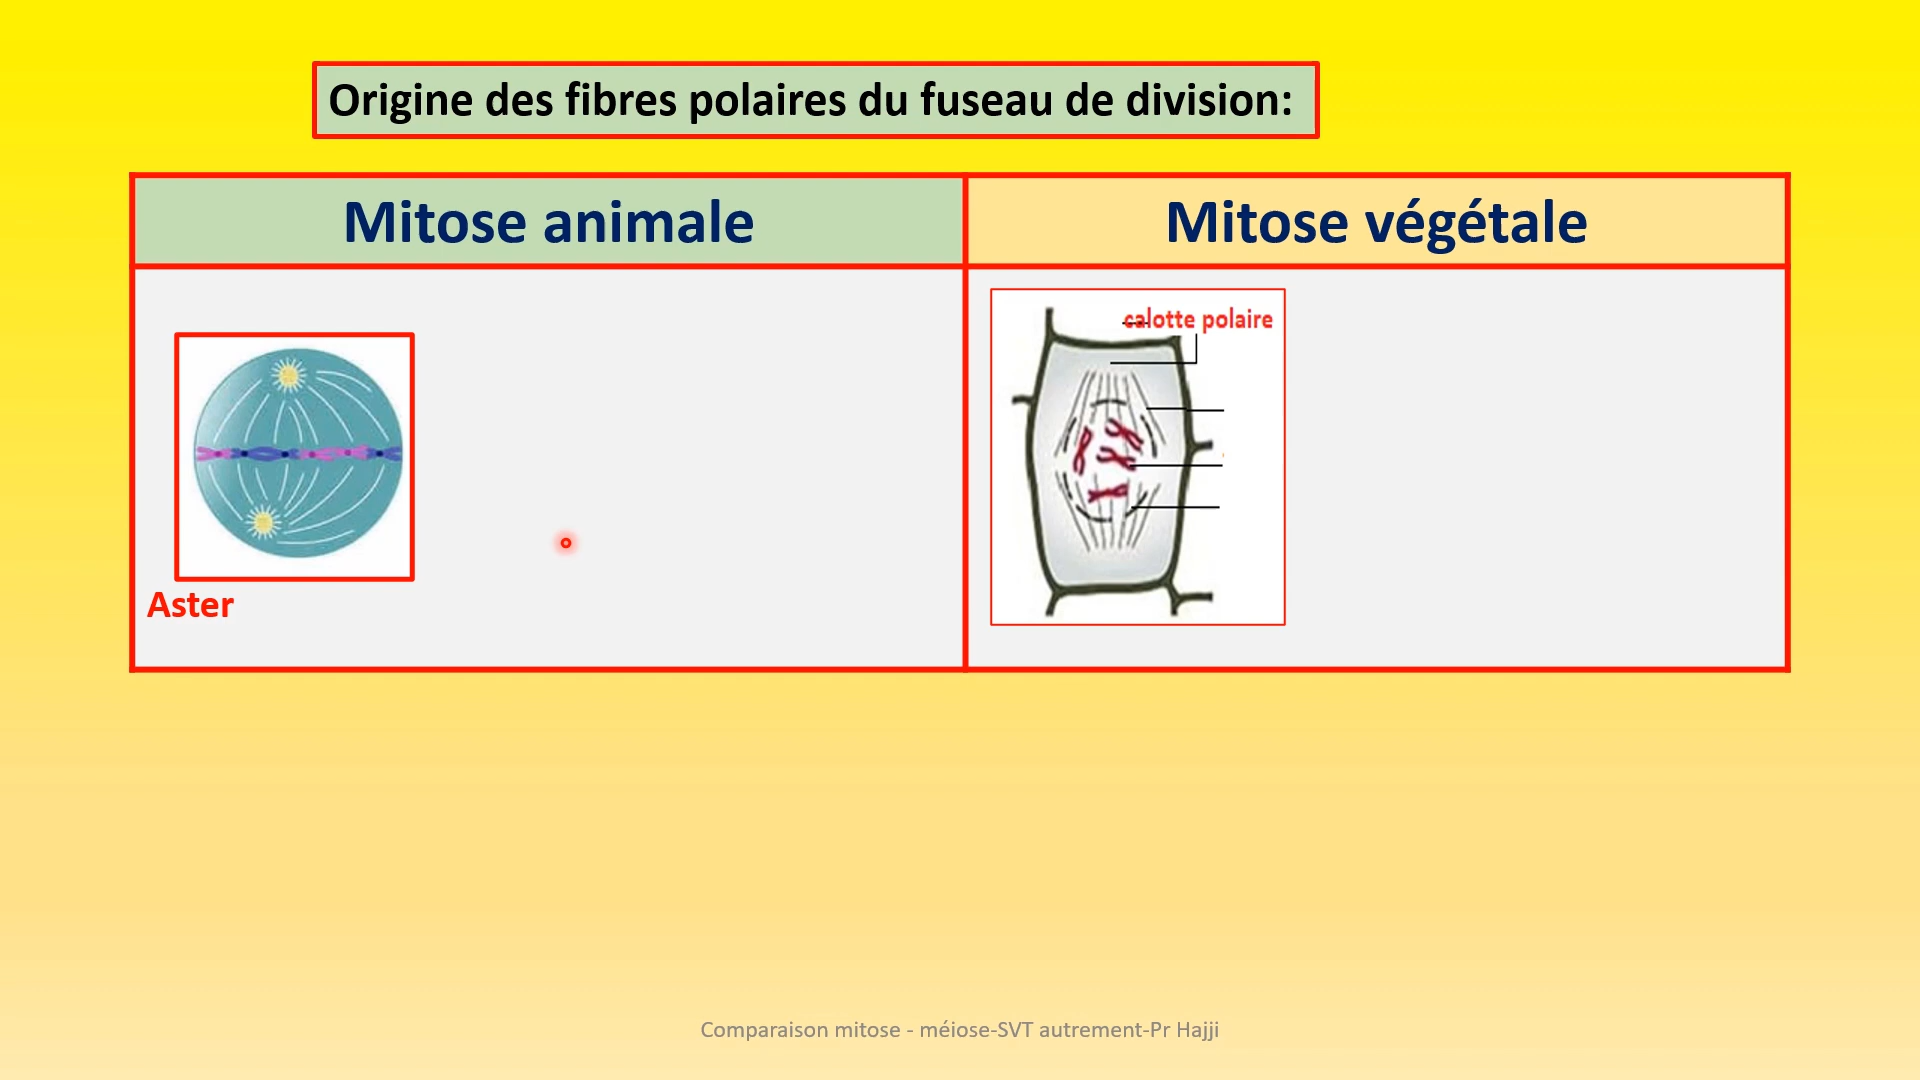 Origine des fibres polaires du fuseau de division:
Mitose animale
Mitose végétale
calotte polaire
Aster
Comparaison mitose - méiose-SVT autrement-Pr Hajji